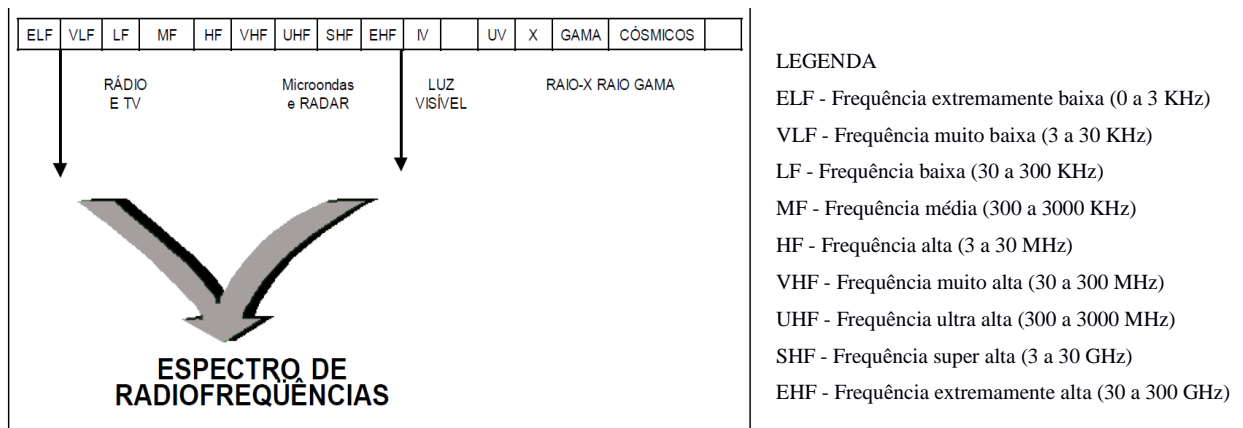 ELF VLF LF MF HF VHF UHF SHF EHF IV UV X GAMA CÓSMICOS
RÁDIO
E TV
Microondas
e RADAR
LUZ
VISÍVEL
RAIO-X RAIO GAMA
ESPECTRO DE
RADIOFREQÜÊNCIAS
LEGENDA
ELF - Frequência extremamente baixa (0 a 3 KHz)
VLF - Frequência muito baixa (3 a 30 KHz)
LF - Frequência baixa (30 a 300 KHz)
MF - Frequência média (300 a 3000 KHz)
HF - Frequência alta (3 a 30 MHz)
VHF - Frequência muito alta (30 a 300 MHz)
UHF - Frequência ultra alta (300 a 3000 MHz)
SHF - Frequência super alta (3 a 30 GHz)
EHF - Frequência extremamente alta (30 a 300 GHz)